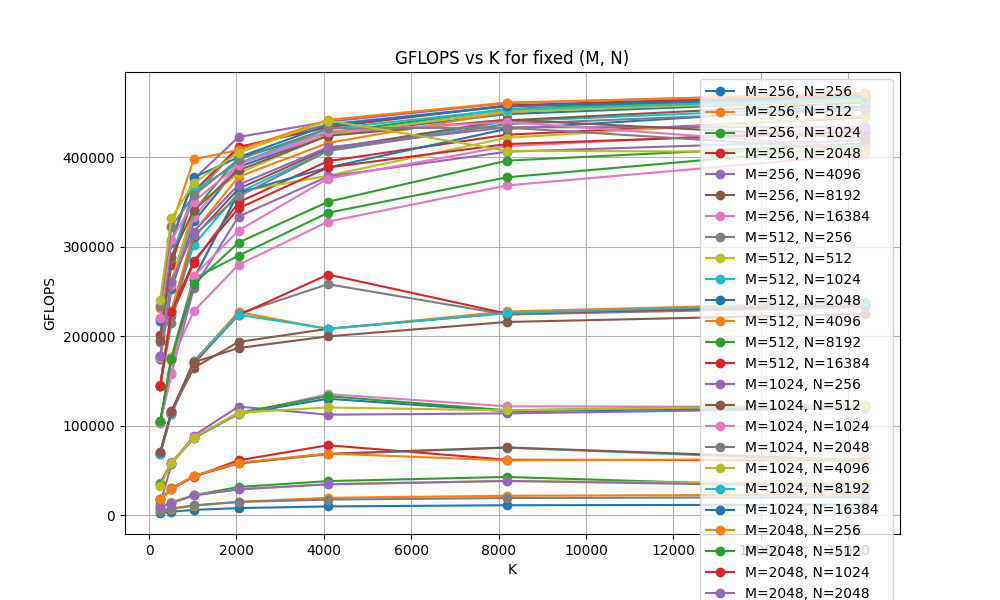 GFLOPS vs K for fixed (M, N)
GFLOPS
400000
300000
200000
100000
0
0
2000
4000
6000
8000
10000
12000
K
M=256, N=256
M=256, N=512
M=256, N=1024
M=256, N=2048
M=256, N=4096
M=256, N=8192
M=256, N=16384
M=512, N=256
M=512, N=512
M=512, N=1024
M=512, N=2048
M=512, N=4096
M=512, N=8192
M=512, N=16384
M=1024, N=256
M=1024, N=512
M=1024, N=1024
M=1024, N=2048
M=1024, N=4096
M=1024, N=8192
M=1024, N=16384
M=2048, N=256
M=2048, N=512
M=2048, N=1024
M=2048, N=2048